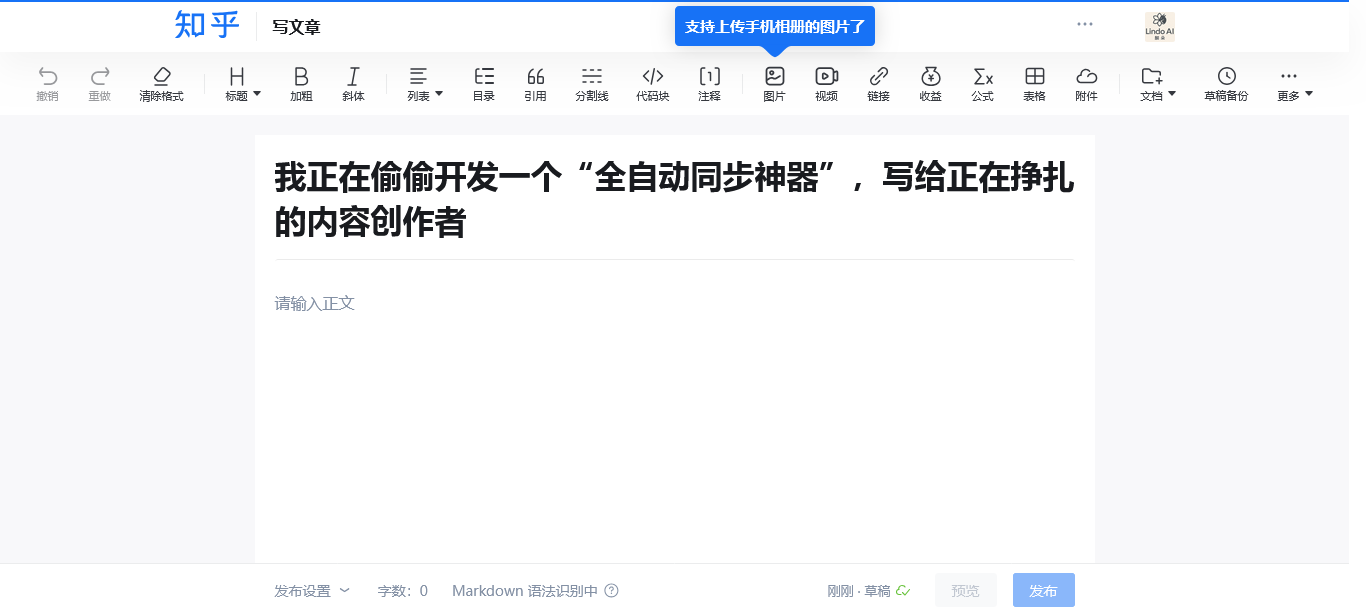 知乎
写文章
支持上传手机相册的图片了
Lindo AI
撤销 重做 清除格式 标题 加粗 斜体 列表 目录 引用 分割线 代码块 注释 图片 视频 链接 收益 公式 表格 附件 文档 草稿备份 更多
我正在偷偷开发一个“全自动同步神器”，写给正在挣扎
的内容创作者
请输入正文
发布设置 字数：0 Markdown 语法识别中 刚刚 · 草稿 预览 发布